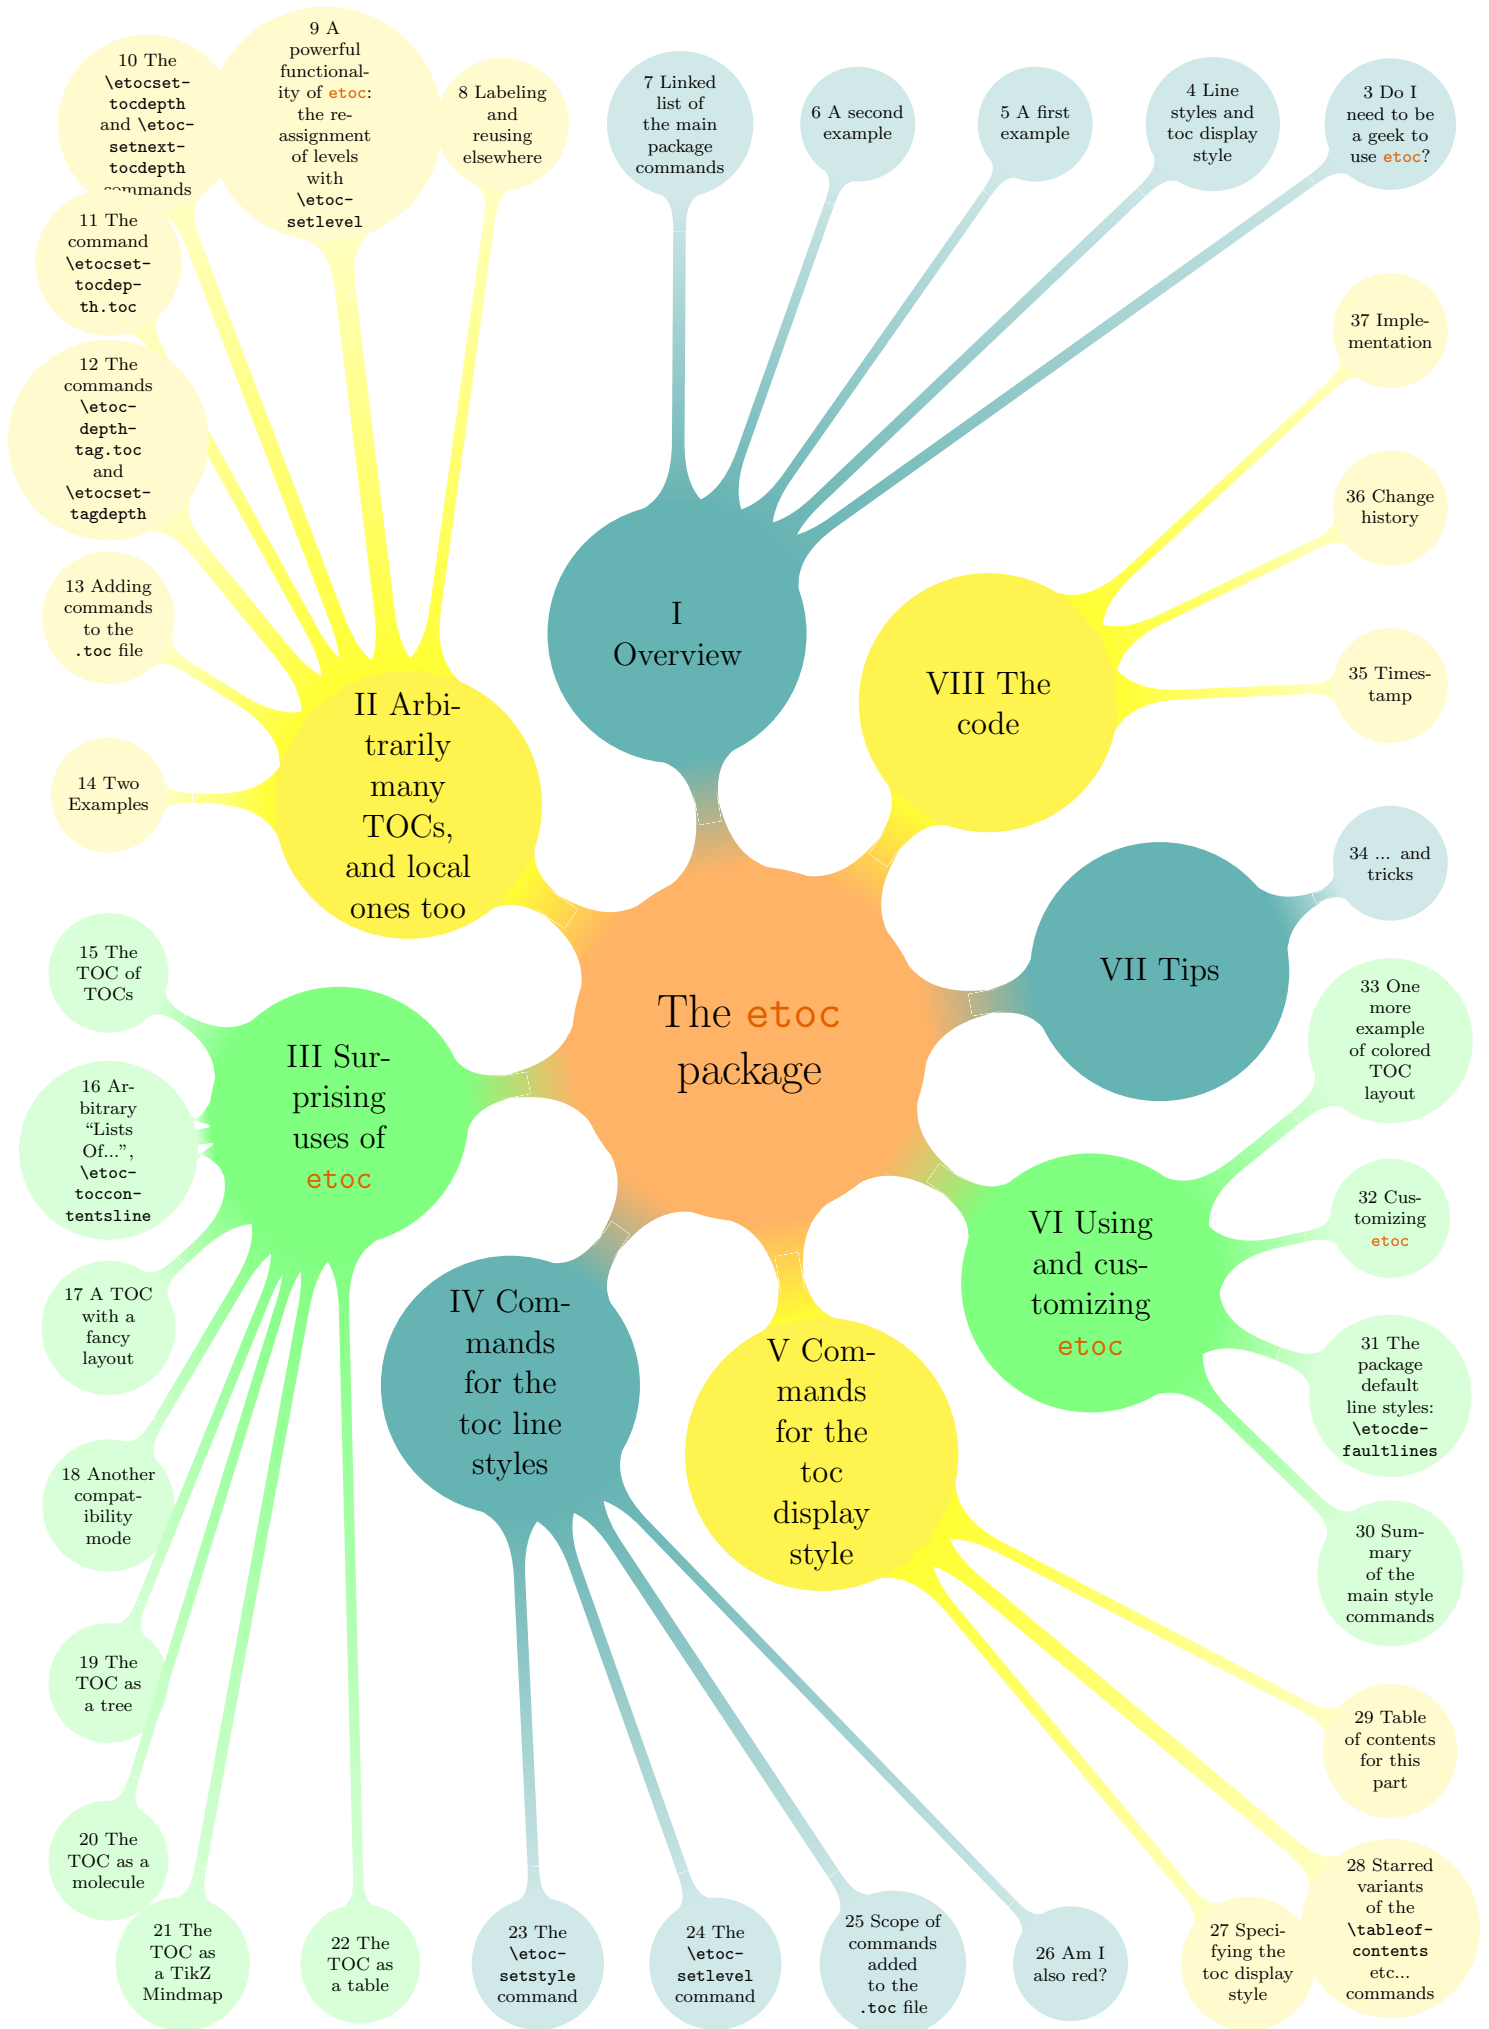 The etoc
package
I
Overview
3 Do I
need to be
a geek to
use etoc?
4 Line
styles and
toc display
style
5 A first
example
6 A second
example
7 Linked
list of
the main
package
commands
II Arbi-
trarily
many
TOCs,
and local
ones too
8 Labeling
and
reusing
elsewhere
9 A
powerful
functional-
ity of etoc:
the re-
assignment
of levels
with
\etoc-
setlevel
10 The
\etocset-
tocdepth
and \etoc-
setnext-
tocdepth
commands
11 The
command
\etocset-
tocdep-
th.toc
12 The
commands
\etoc-
depth-
tag.toc
and
\etocset-
tagdepth
13 Adding
commands
to the
.toc file
14 Two
Examples
III Sur-
prising
uses of
etoc
15 The
TOC of
TOCs
16 Ar-
bitrary
“Lists
Of...”,
\etoc-
toccon-
tentsline
17 A TOC
with a
fancy
layout
18 Another
compat-
ibility
mode
19 The
TOC as
a tree
20 The
TOC as a
molecule
21 The
TOC as
a TikZ
Mindmap
22 The
TOC as
a table
IV Com-
mands
for the
toc line
styles
23 The
\etoc-
setstyle
command
24 The
\etoc-
setlevel
command
25 Scope of
commands
added
to the
.toc file
26 Am I
also red?
V Com-
mands
for the
toc
display
style
27 Speci-
fying the
toc display
style
28 Starred
variants
of the
\tableof-
contents
etc...
commands
29 Table
of contents
for this
part
VI Using
and cus-
tomizing
etoc
30 Sum-
mary
of the
main style
commands
31 The
package
default
line styles:
\etocde-
faultlines
32 Cus-
tomizing
etoc
33 One
more
example
of colored
TOC
layout
VII Tips
34 ... and
tricks
VIII The
code
35 Times-
tamp
36 Change
history
37 Imple-
mentation